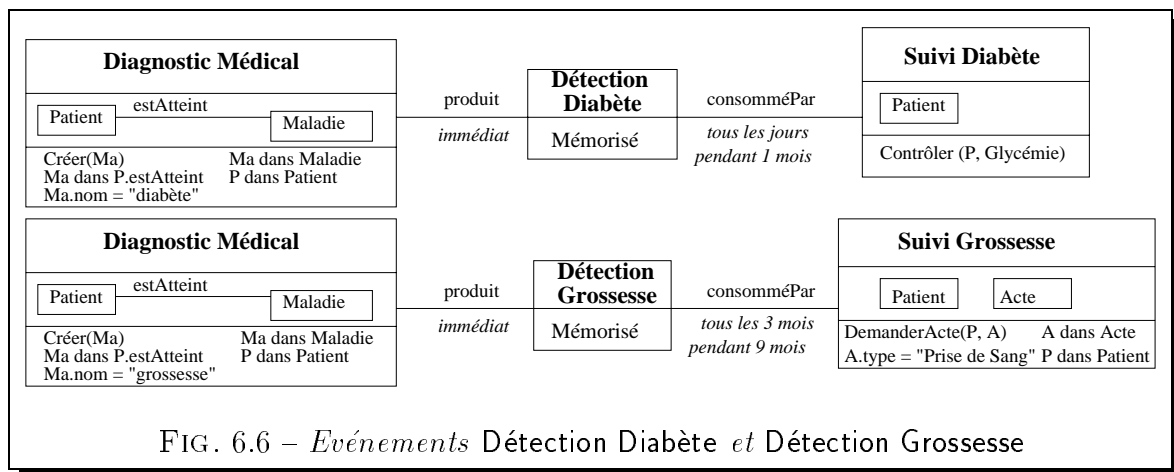 Diagnostic Médical
Patient
estAtteint
Maladie
Créer(Ma)
Ma dans P.estAtteint
Ma.nom = "diabète"
Ma dans Maladie
P dans Patient
produit
immédiat
Détection
Diabète
Mémorisé
consomméPar
tous les jours
pendant 1 mois
Suivi Diabète
Patient
Contrôler (P, Glycémie)
Diagnostic Médical
Patient
estAtteint
Maladie
Créer(Ma)
Ma dans P.estAtteint
Ma.nom = "grossesse"
Ma dans Maladie
P dans Patient
produit
immédiat
Détection
Grossesse
Mémorisé
consomméPar
tous les 3 mois
pendant 9 mois
Suivi Grossesse
Patient
Acte
DemanderActe(P, A)
A dans Acte
A.type = "Prise de Sang"
P dans Patient
FIG. 6.6 – Evénements Détection Diabète et Détection Grossesse